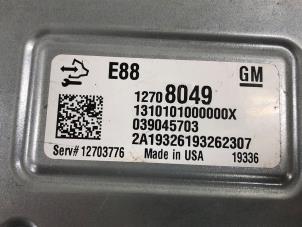 E88 GM
12708049
1310101000000X
039045703
2A19326193262307
Serv# 12703776 Made in USA 19336